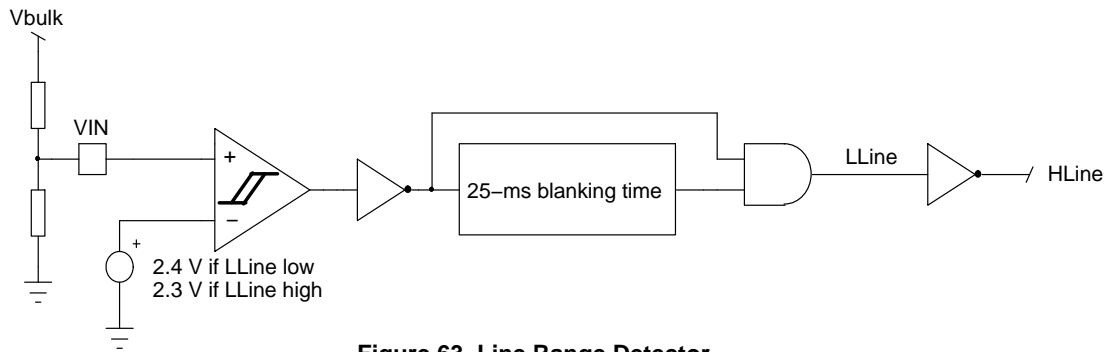 Vbulk
VIN
+
−
+
2.4 V if LLine low
2.3 V if LLine high
25−ms blanking time
LLine
HLine
Figure 63. Line Range Detector